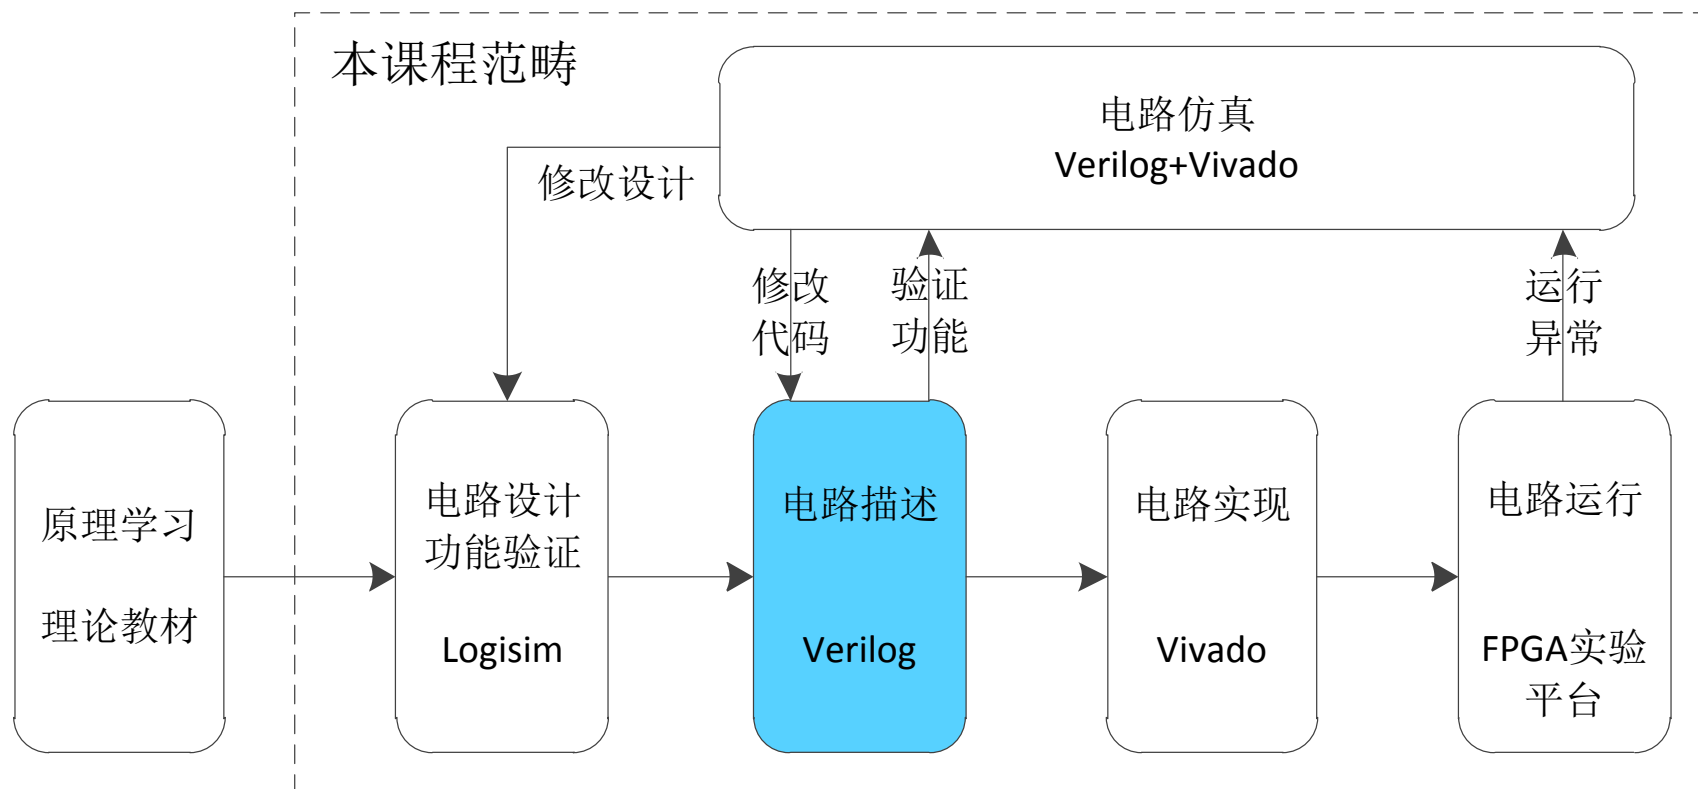 本课程范畴
电路仿真
Verilog+Vivado
修改设计
修改
代码
验证
功能
运行
异常
原理学习
理论教材
电路设计
功能验证
Logisim
电路描述
Verilog
电路实现
Vivado
电路运行
FPGA实验
平台